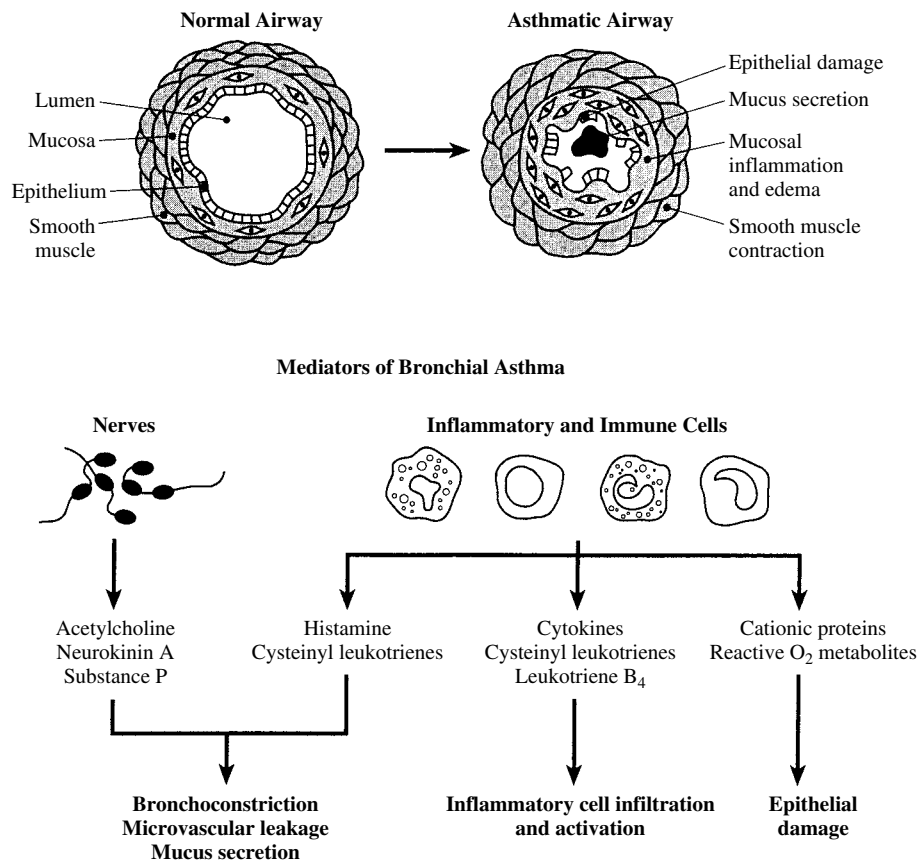 Normal Airway
Asthmatic Airway
Lumen
Mucosa
Epithelium
Smooth
muscle
Epithelial damage
Mucus secretion
Mucosal
inflammation
and edema
Smooth muscle
contraction
Mediators of Bronchial Asthma
Nerves
Inflammatory and Immune Cells
Acetylcholine
Neurokinin A
Substance P
Histamine
Cysteinyl leukotrienes
Cytokines
Cysteinyl leukotrienes
Leukotriene B4
Cationic proteins
Reactive O2 metabolites
Bronchoconstriction
Microvascular leakage
Mucus secretion
Inflammatory cell infiltration
and activation
Epithelial
damage